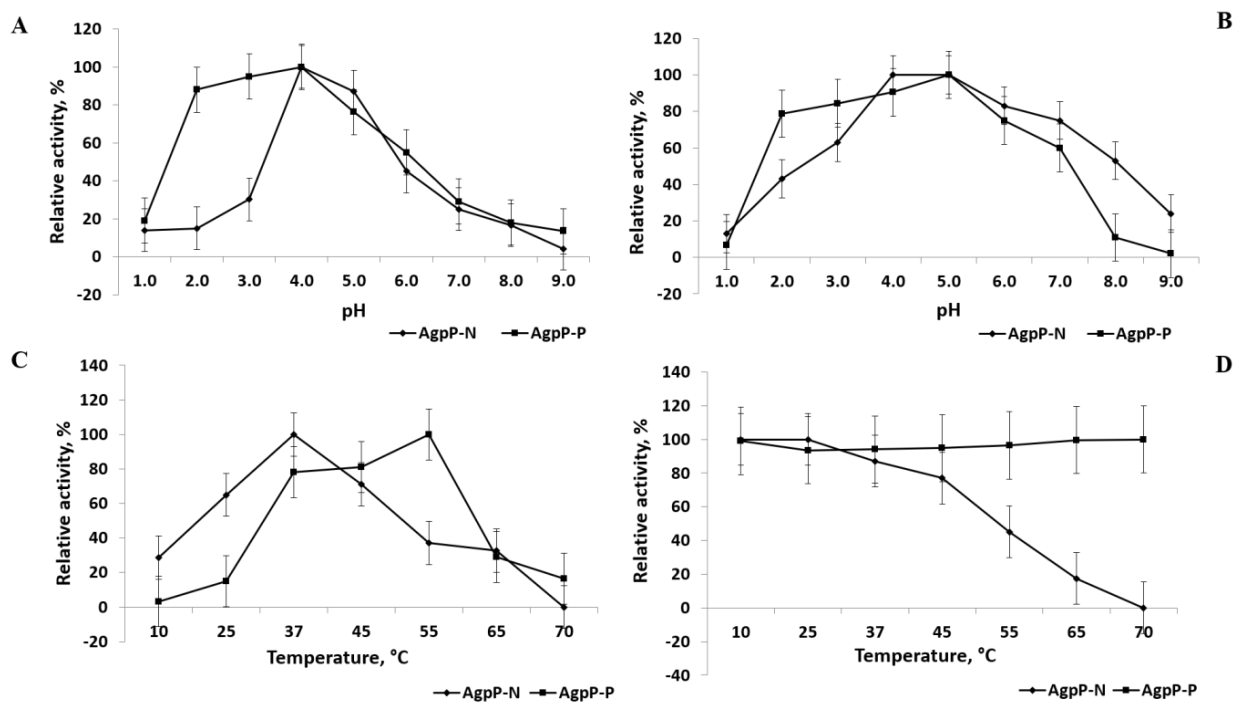 A
Relative activity, %
120
100
80
60
40
20
0
-20
1.0 2.0 3.0 4.0 5.0 6.0 7.0 8.0 9.0
pH
AgpP-N AgpP-P
B
Relative activity, %
120
100
80
60
40
20
0
-20
1.0 2.0 3.0 4.0 5.0 6.0 7.0 8.0 9.0
pH
AgpP-N AgpP-P
C
Relative activity, %
140
120
100
80
60
40
20
0
-20
10 25 37 45 55 65 70
Temperature, °C
AgpP-N AgpP-P
D
Relative activity, %
140
120
100
80
60
40
20
0
-20
-40
10 25 37 45 55 65 70
Temperature, °C
AgpP-N AgpP-P